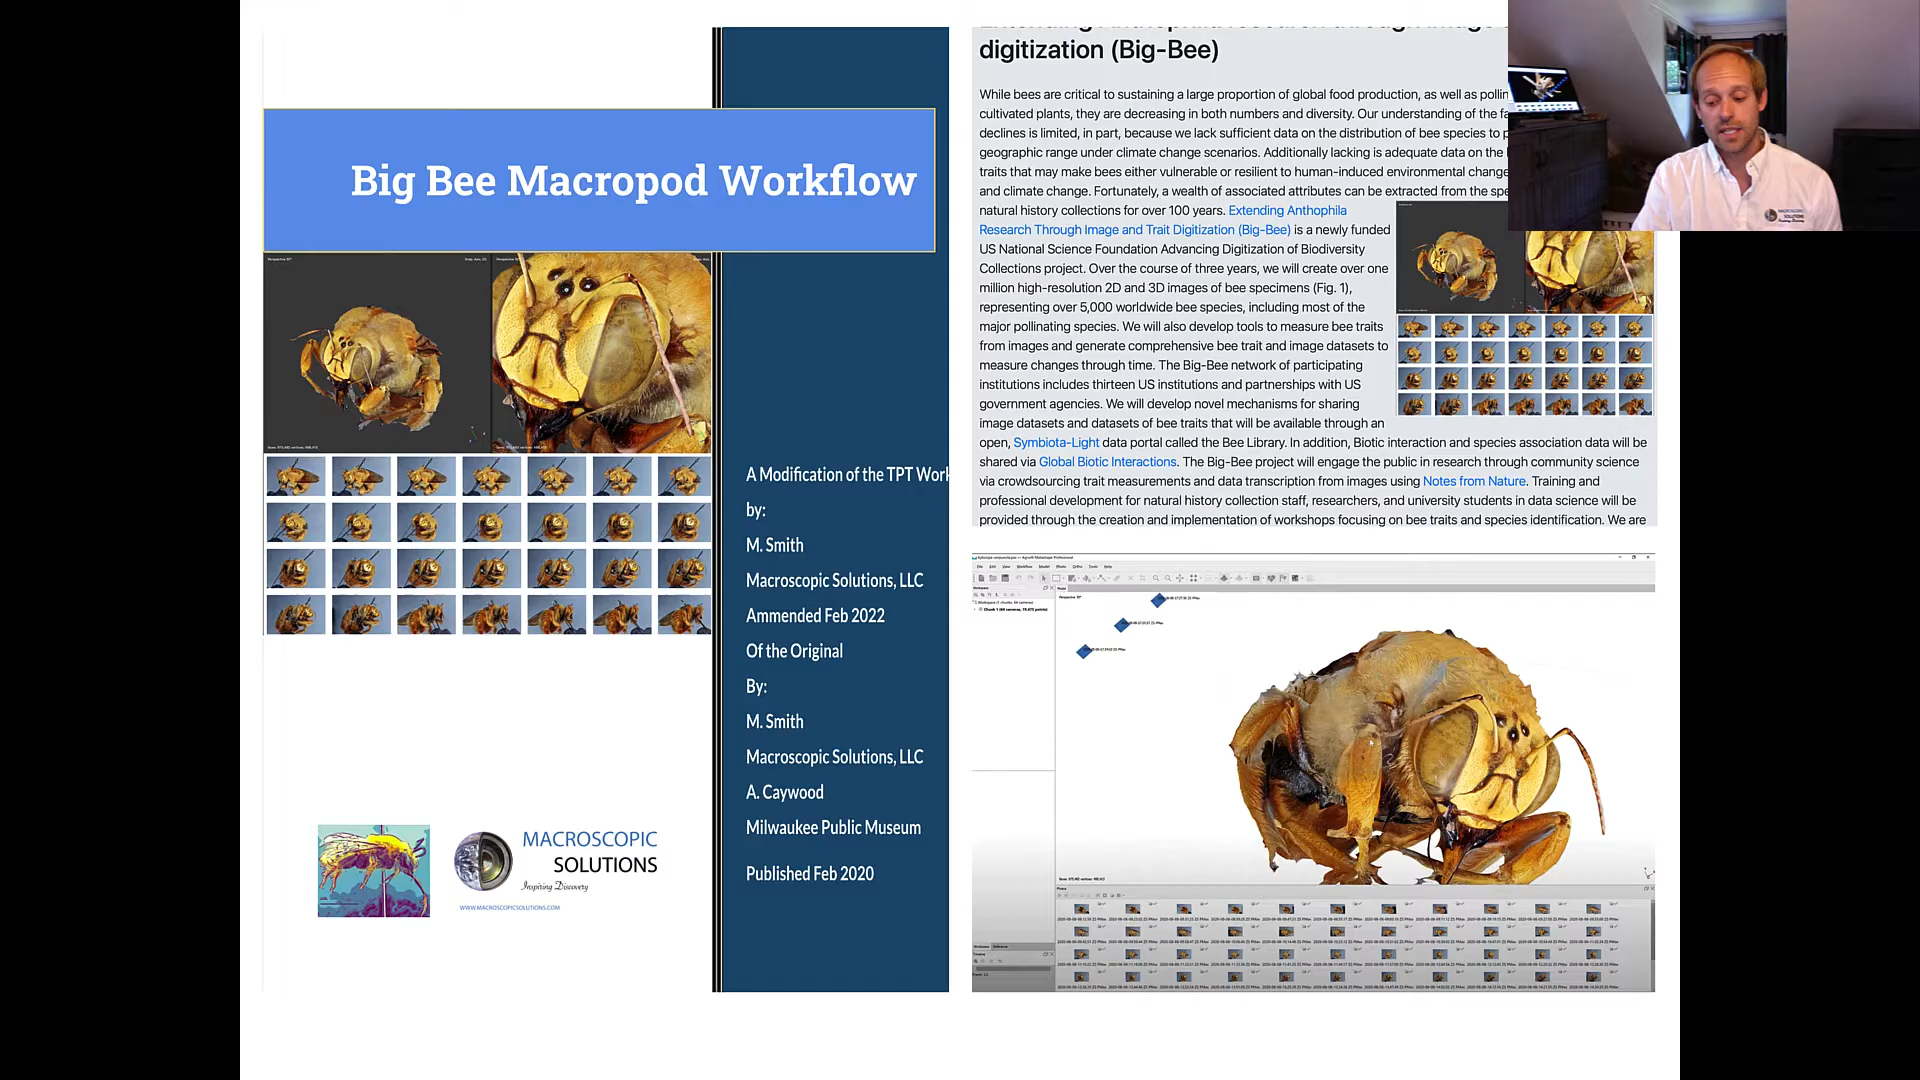 Big Bee Macropod Workflow
A Modification of the TPT Work
by:
M. Smith
Macroscopic Solutions, LLC
Ammended Feb 2022
Of the Original
By:
M. Smith
Macroscopic Solutions, LLC
A. Caywood
Milwaukee Public Museum
Published Feb 2020
MACROSCOPIC
SOLUTIONS
Inspiring Discovery
WWW.MACROSCOPICSOLUTIONS.COM
digitization (Big-Bee)
While bees are critical to sustaining a large proportion of global food production, as well as pollin
cultivated plants, they are decreasing in both numbers and diversity. Our understanding of the fa
declines is limited, in part, because we lack sufficient data on the distribution of bee species to p
geographic range under climate change scenarios. Additionally lacking is adequate data on the
traits that may make bees either vulnerable or resilient to human-induced environmental change
and climate change. Fortunately, a wealth of associated attributes can be extracted from the spe
natural history collections for over 100 years. Extending Anthophila
Research Through Image and Trait Digitization (Big-Bee) is a newly funded
US National Science Foundation Advancing Digitization of Biodiversity
Collections project. Over the course of three years, we will create over one
million high-resolution 2D and 3D images of bee specimens (Fig. 1),
representing over 5,000 worldwide bee species, including most of the
major pollinating species. We will also develop tools to measure bee traits
from images and generate comprehensive bee trait and image datasets to
measure changes through time. The Big-Bee network of participating
institutions includes thirteen US institutions and partnerships with US
government agencies. We will develop novel mechanisms for sharing
image datasets and datasets of bee traits that will be available through an
open, Symbiota-Light data portal called the Bee Library. In addition, Biotic interaction and species association data will be
shared via Global Biotic Interactions. The Big-Bee project will engage the public in research through community science
via crowdsourcing trait measurements and data transcription from images using Notes from Nature. Training and
professional development for natural history collection staff, researchers, and university students in data science will be
provided through the creation and implementation of workshops focusing on bee traits and species identification. We are
File Edit View Workflow Model Photo Ortho Tools Help